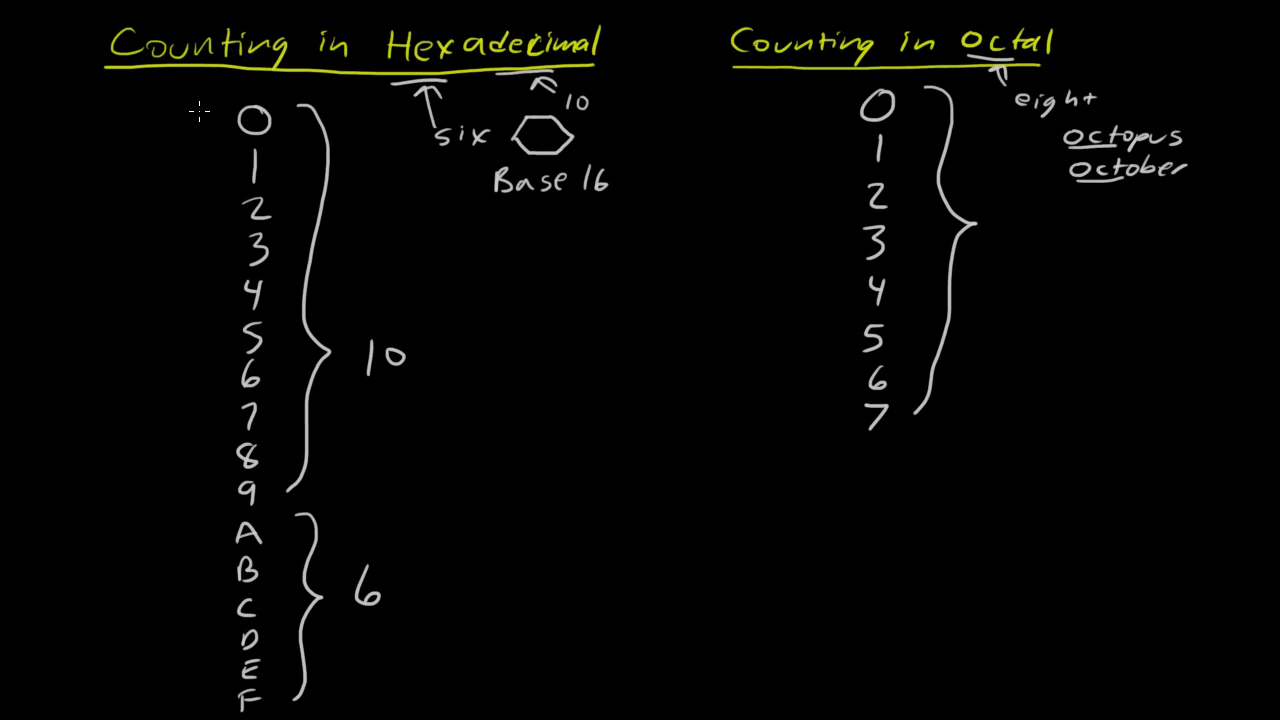 Counting in Hexadecimal
10
six
Base 16
0
1
2
3
4
5
6
7
8
9
10
A
B
C
D
E
F
6
Counting in Octal
eight
Octopus
October
0
1
2
3
4
5
6
7